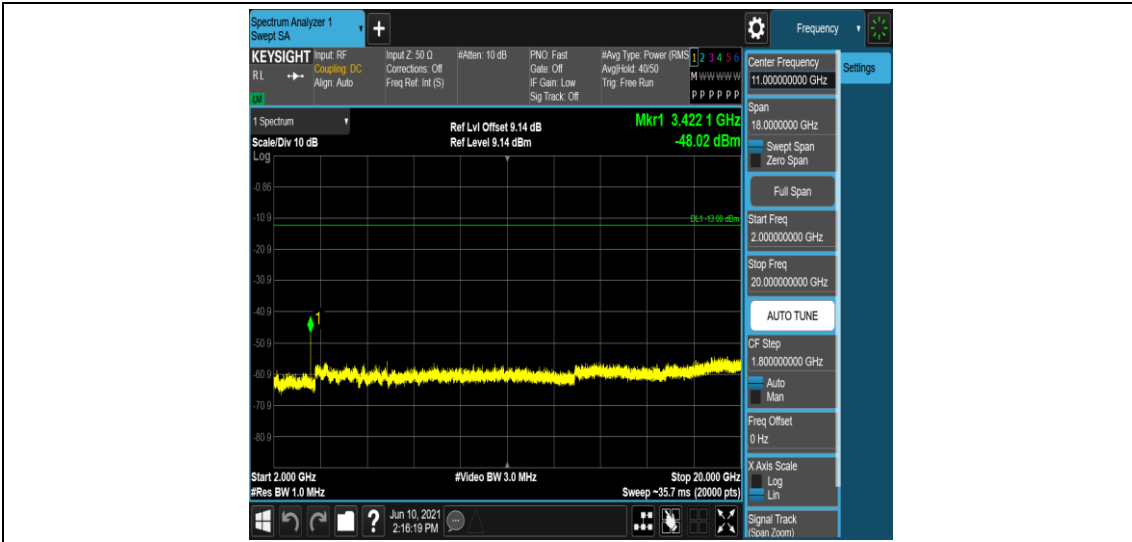 Spectrum Analyzer 1
Swept SA
+
Frequency
KEYSIGHT
RL
Input: RF
Coupling: DC
Align: Auto
Input Z: 50 Ω
Corrections: Off
Freq Ref: Int (S)
#Atten: 10 dB
PNO: Fast
Gate: Off
IF Gain: Low
Sig Track: Off
#Avg Type: Power (RMS
Avg|Hold: 40/50
Trig: Free Run
1 2 3 4 5 6
M W W W W W
P P P P P P
1 Spectrum
Scale/Div 10 dB
Log
Ref Lvl Offset 9.14 dB
Ref Level 9.14 dBm
Mkr1 3.422 1 GHz
-48.02 dBm
-0.86
-10.9
DL1 -13.00 dBm
-20.9
-30.9
-40.9
1
-50.9
-60.9
-70.9
-80.9
Start 2.000 GHz
#Res BW 1.0 MHz
#Video BW 3.0 MHz
Stop 20.000 GHz
Sweep ~35.7 ms (20000 pts)
Center Frequency
11.000000000 GHz
Settings
Span
18.0000000 GHz
Swept Span
Zero Span
Full Span
Start Freq
2.000000000 GHz
Stop Freq
20.000000000 GHz
AUTO TUNE
CF Step
1.800000000 GHz
Auto
Man
Freq Offset
0 Hz
X Axis Scale
Log
Lin
Signal Track
(Span Zoom)
?
Jun 10, 2021
2:16:19 PM